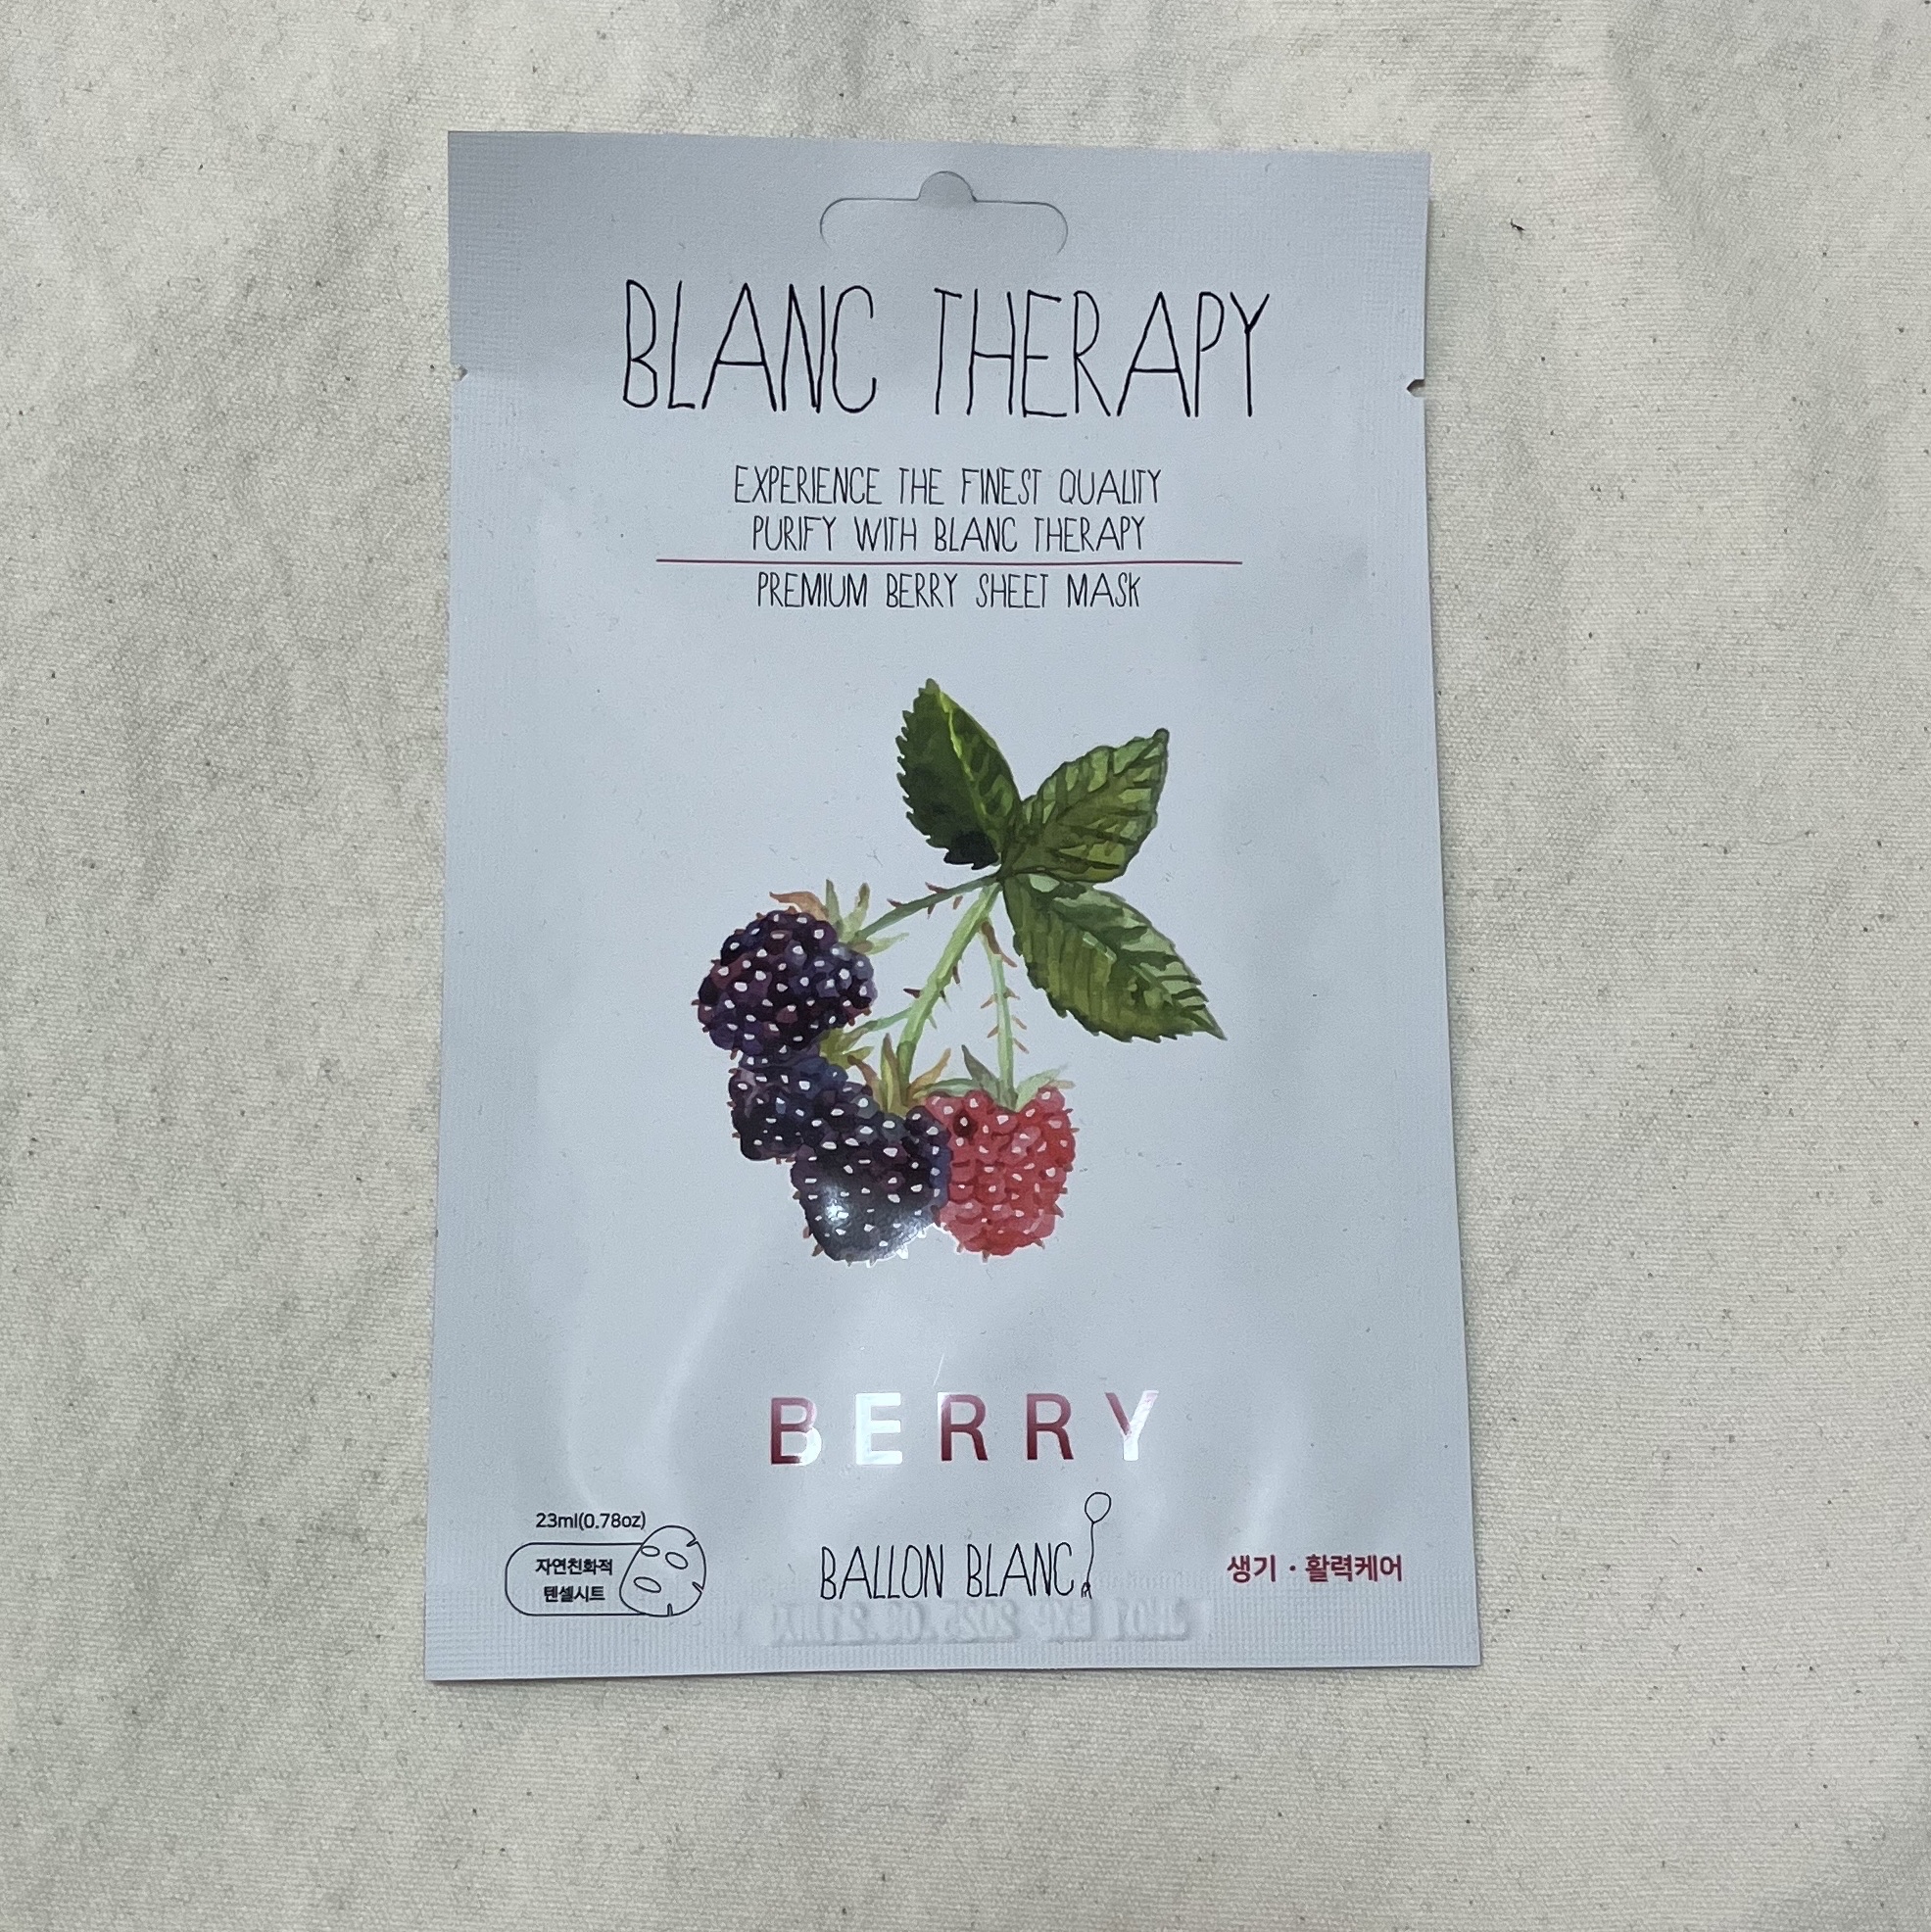 BLANC THERAPY
EXPERIENCE THE FINEST QUALITY
PURIFY WITH BLANC THERAPY
PREMIUM BERRY SHEET MASK
BERRY
23ml(0.78oz)
자연친화적
텐셀시트
BALLON BLANC
생기 · 활력케어